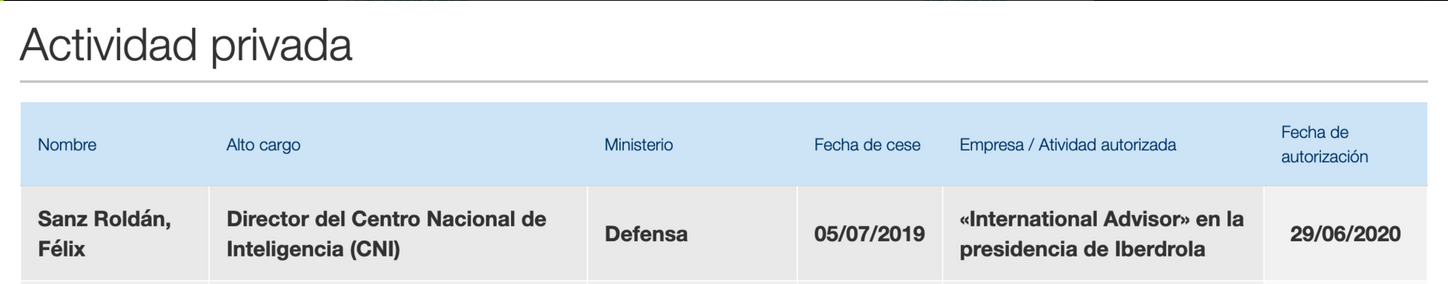 Actividad privada
Nombre
Alto cargo
Ministerio
Fecha de cese
Empresa / Atividad autorizada
Fecha de
autorización
Sanz Roldán,
Félix
Director del Centro Nacional de
Inteligencia (CNI)
Defensa
05/07/2019
«International Advisor» en la
presidencia de Iberdrola
29/06/2020